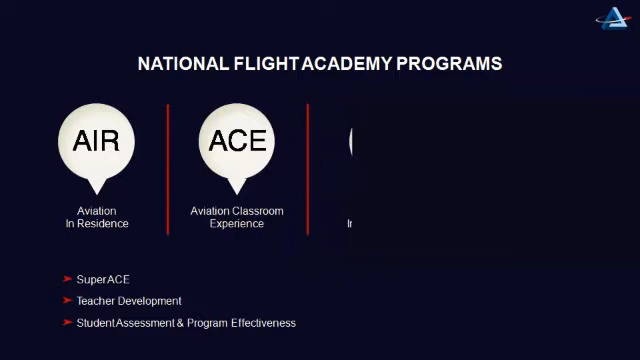 NATIONAL FLIGHT ACADEMY PROGRAMS
AIR
ACE
Aviation
In Residence
Aviation Classroom
Experience
SuperACE
Teacher Development
Student Assessment & Program Effectiveness